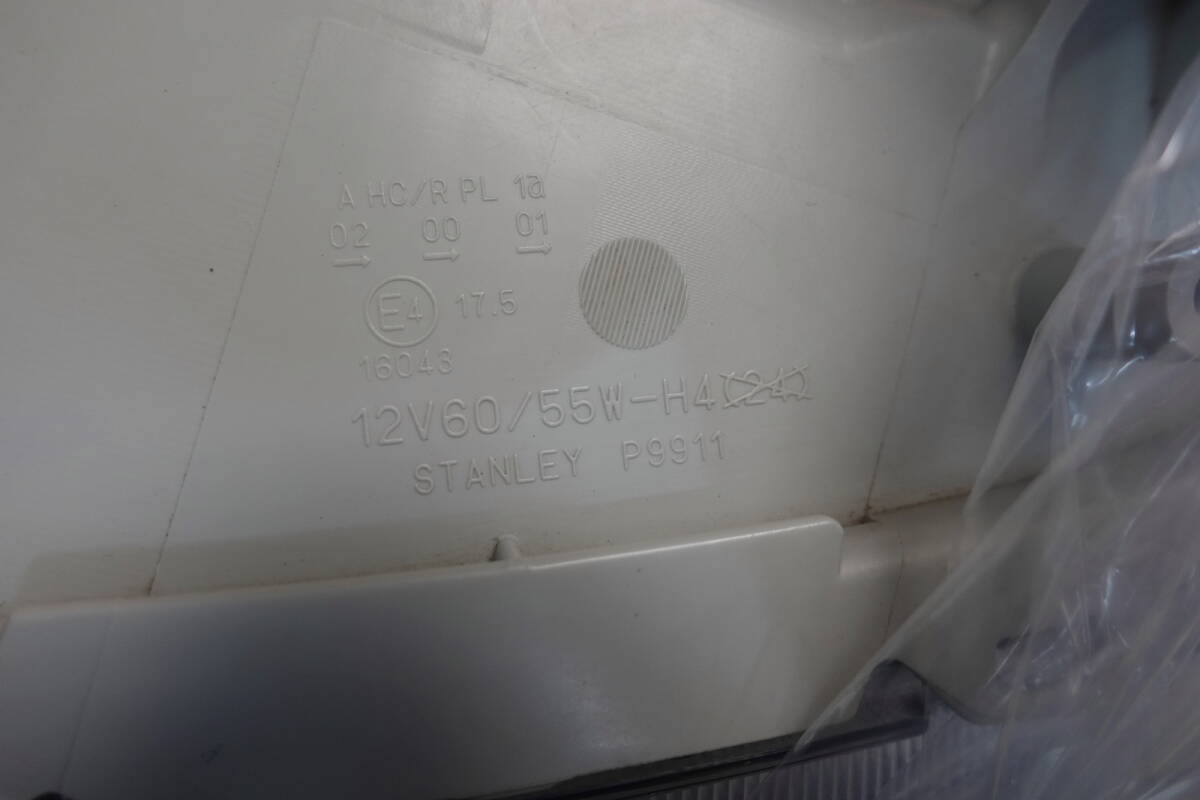 A HC/R PL 1a
02 00 01
→ → →
E4 17.5
16043
12V60/55W-H4
STANLEY P9911